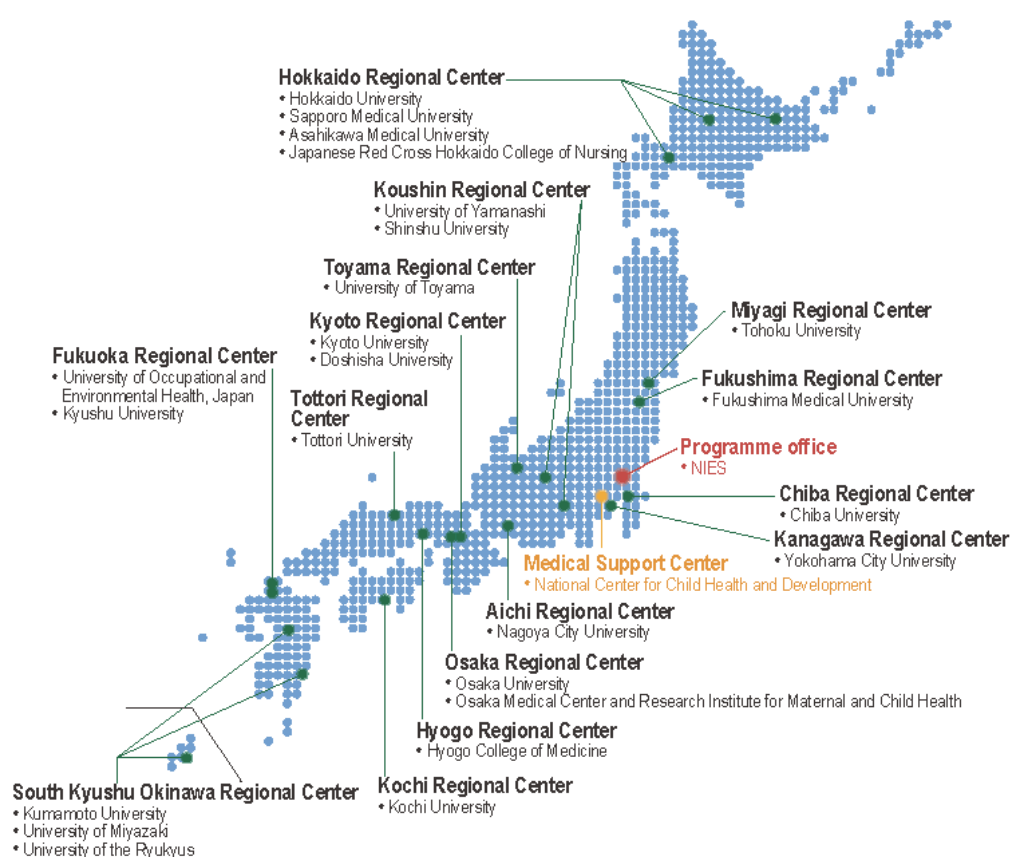 Hokkaido Regional Center
• Hokkaido University
• Sapporo Medical University
• Asahikawa Medical University
• Japanese Red Cross Hokkaido College of Nursing
Koushin Regional Center
• University of Yamanashi
• Shinshu University
Toyama Regional Center
• University of Toyama
Kyoto Regional Center
• Kyoto University
• Doshisha University
Fukuoka Regional Center
• University of Occupational and
Environmental Health, Japan
• Kyushu University
Tottori Regional
Center
• Tottori University
Miyagi Regional Center
• Tohoku University
Fukushima Regional Center
• Fukushima Medical University
Programme office
• NIES
Chiba Regional Center
• Chiba University
Kanagawa Regional Center
• Yokohama City University
Medical Support Center
• National Center for Child Health and Development
Aichi Regional Center
• Nagoya City University
Osaka Regional Center
• Osaka University
• Osaka Medical Center and Research Institute for Maternal and Child Health
Hyogo Regional Center
• Hyogo College of Medicine
Kochi Regional Center
• Kochi University
South Kyushu Okinawa Regional Center
• Kumamoto University
• University of Miyazaki
• University of the Ryukyus